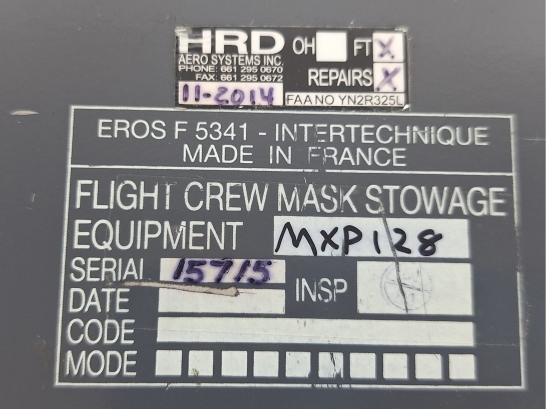 HRD OH FT X
AERO SYSTEMS INC.
PHONE: 661 295 0670
FAX: 661 295 0672 REPAIRS X
11-2014 FAA NO YN2R325L
EROS F 5341 - INTERTECHNIQUE
MADE IN FRANCE
FLIGHT CREW MASK STOWAGE
EQUIPMENT MXP128
SERIAL 15715
DATE INSP
CODE
MODE